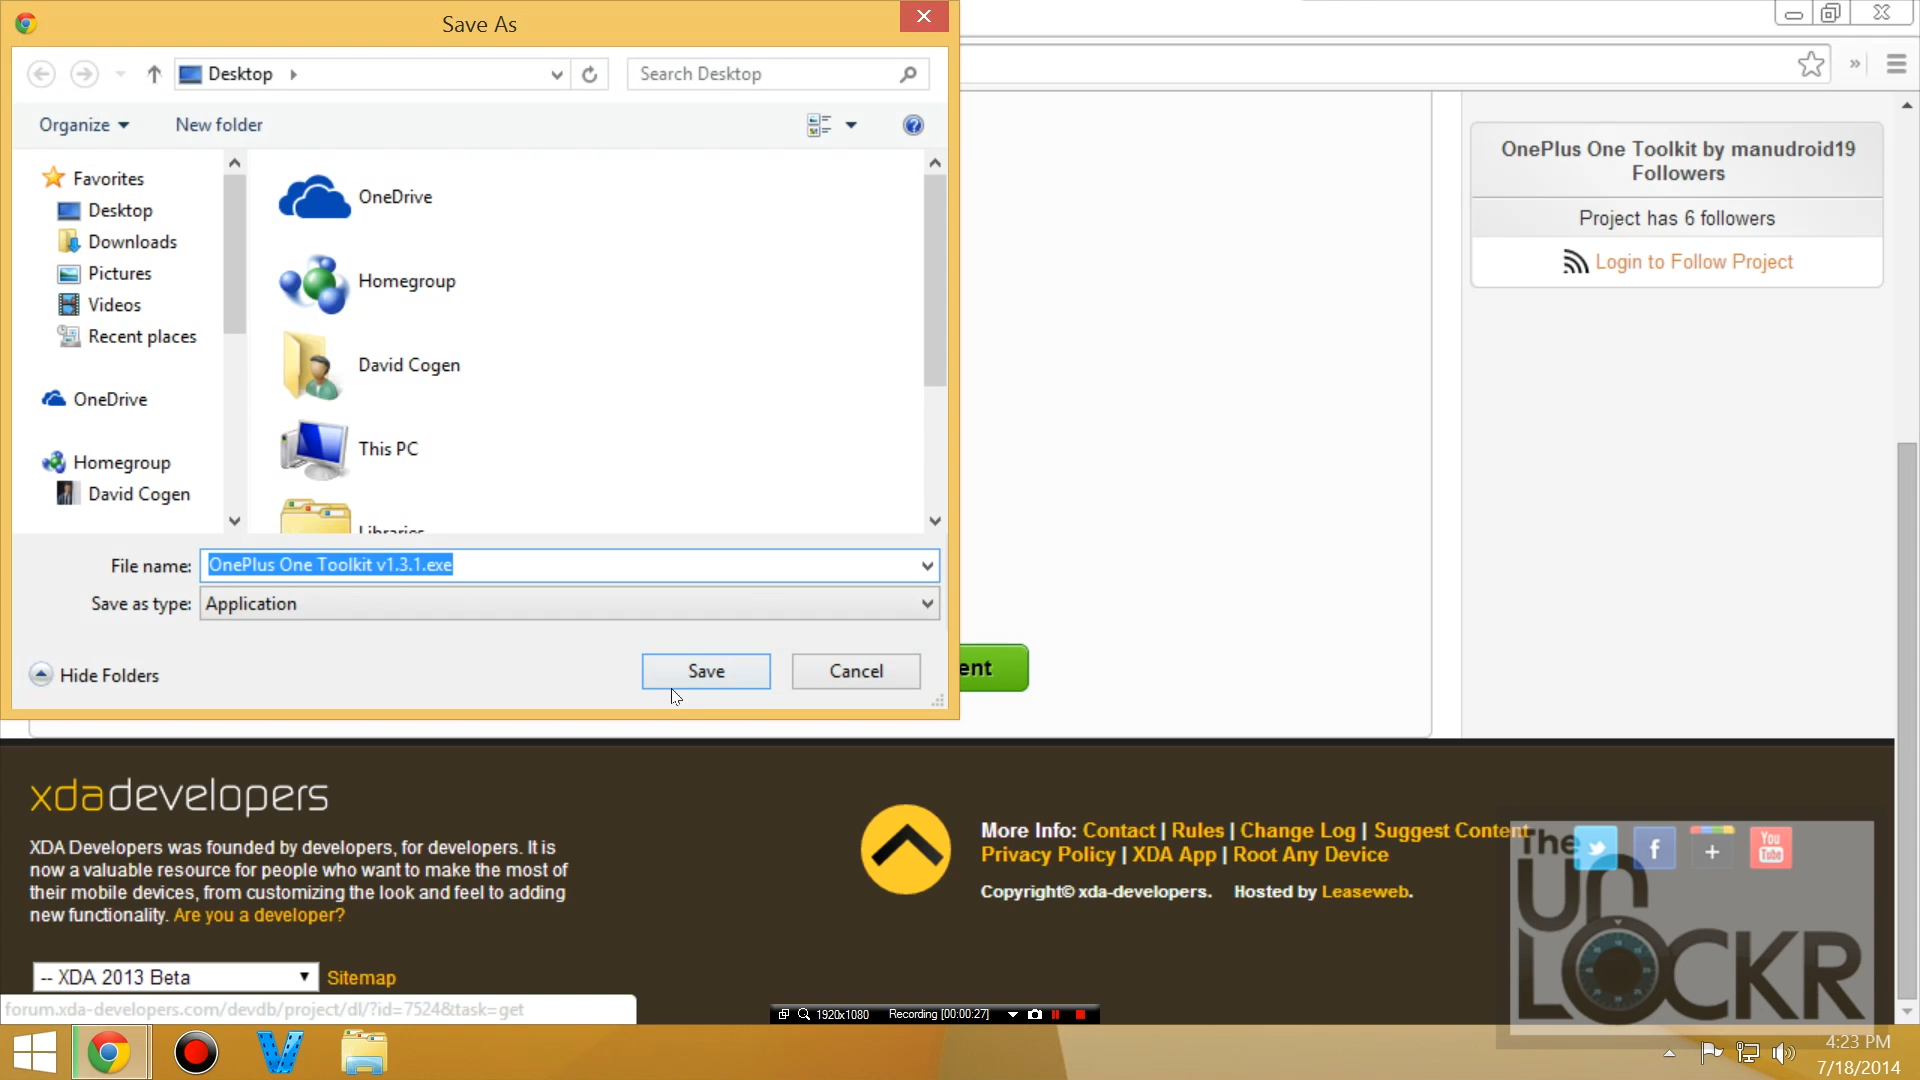 Save As
Desktop
Search Desktop
Organize
New folder
Favorites
Desktop
Downloads
Pictures
Videos
Recent places
OneDrive
Homegroup
David Cogen
OneDrive
Homegroup
David Cogen
This PC
Libraries
File name: OnePlus One Toolkit v1.3.1.exe
Save as type: Application
Hide Folders
Save
Cancel
OnePlus One Toolkit by manudroid19
Followers
Project has 6 followers
Login to Follow Project
ent
xdadevelopers
XDA Developers was founded by developers, for developers. It is
now a valuable resource for people who want to make the most of
their mobile devices, from customizing the look and feel to adding
new functionality. Are you a developer?
-- XDA 2013 Beta
Sitemap
More Info: Contact | Rules | Change Log | Suggest Content
Privacy Policy | XDA App | Root Any Device
Copyright© xda-developers. Hosted by Leaseweb.
f
+
You
Tube
The
UN
LOCKR
forum.xda-developers.com/devdb/project/dl/?id=7524&task=get
1920x1080 Recording [00:00:27]
4:23 PM
7/18/2014